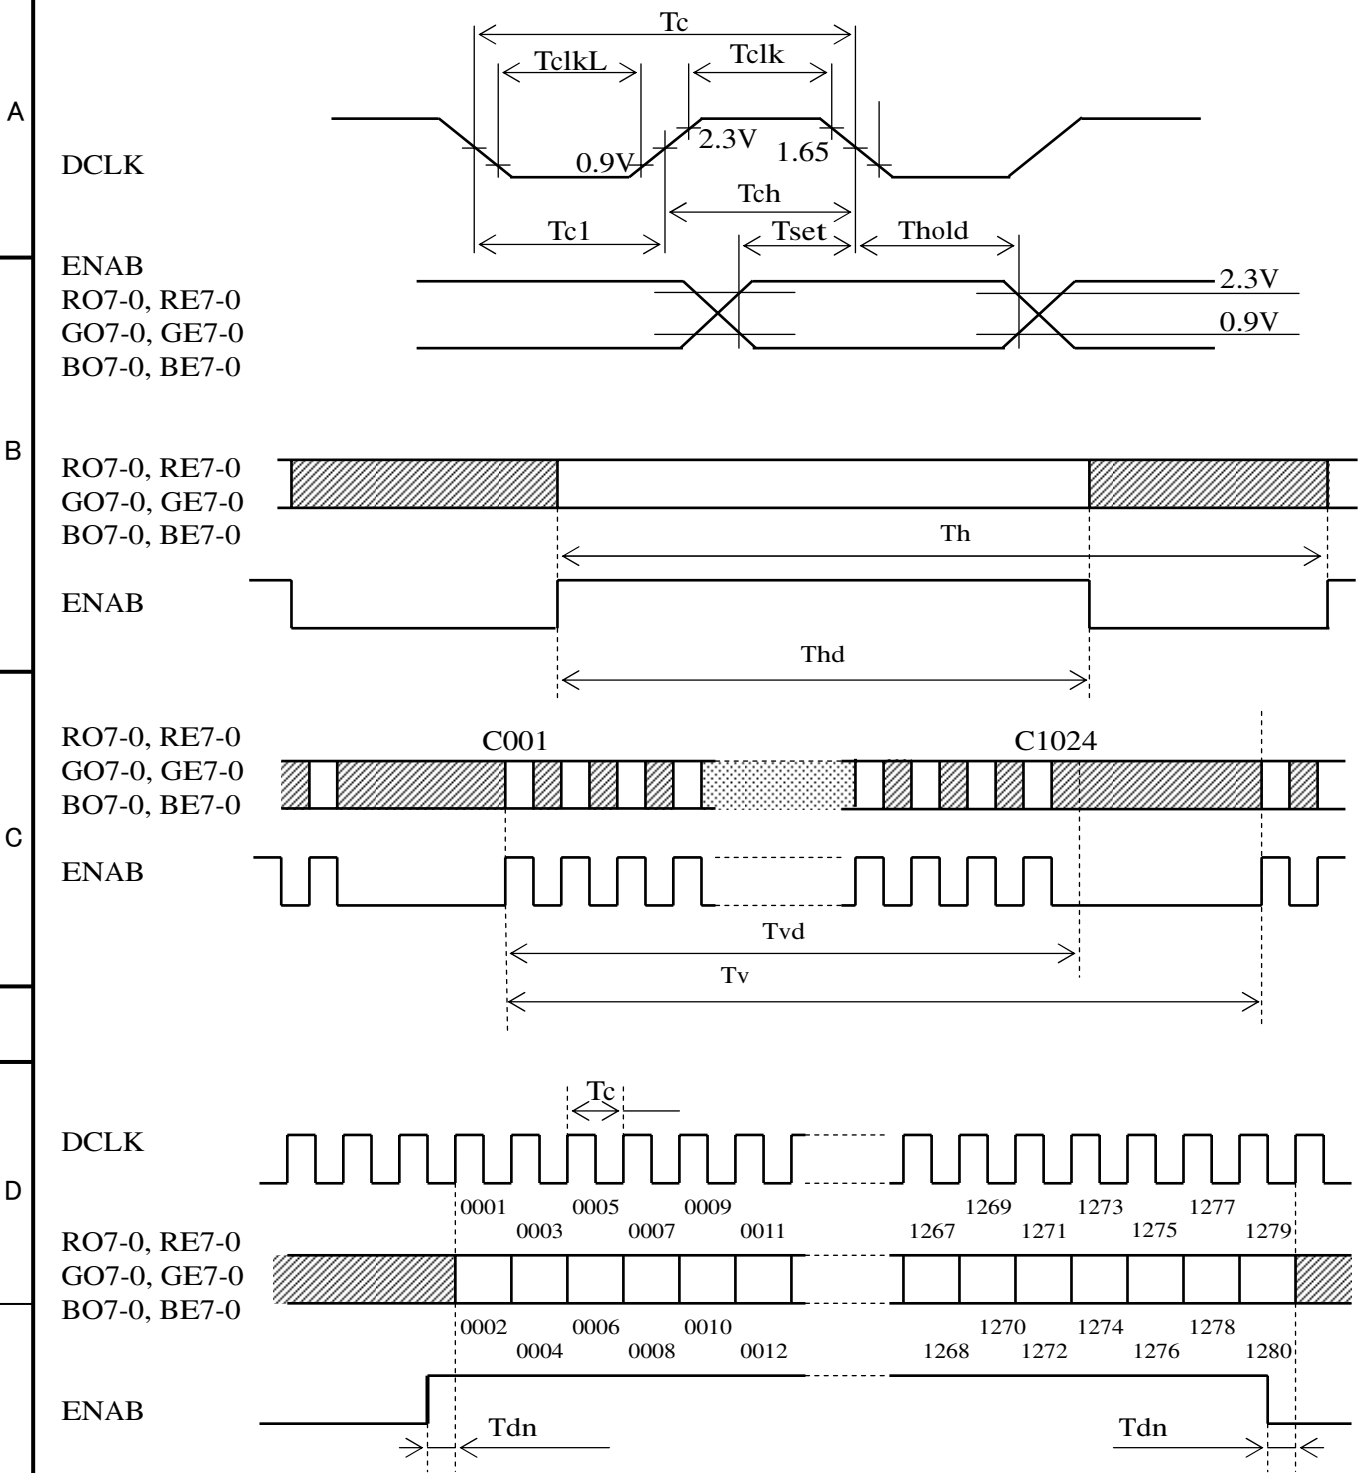 Tc
TclkL
Tclk
A
2.3V
1.65
0.9V
DCLK
Tch
Tc1
Tset
Thold
ENAB
RO7-0, RE7-0
GO7-0, GE7-0
BO7-0, BE7-0
2.3V
0.9V
B
RO7-0, RE7-0
GO7-0, GE7-0
BO7-0, BE7-0
Th
ENAB
Thd
RO7-0, RE7-0
GO7-0, GE7-0
BO7-0, BE7-0
C001
C1024
C
ENAB
Tvd
Tv
Tc
DCLK
D
0001 0005 0009 1269 1273 1277
0003 0007 0011 1267 1271 1275 1279
RO7-0, RE7-0
GO7-0, GE7-0
BO7-0, BE7-0
0002 0006 0010 1270 1274 1278
0004 0008 0012 1268 1272 1276 1280
ENAB
Tdn
Tdn